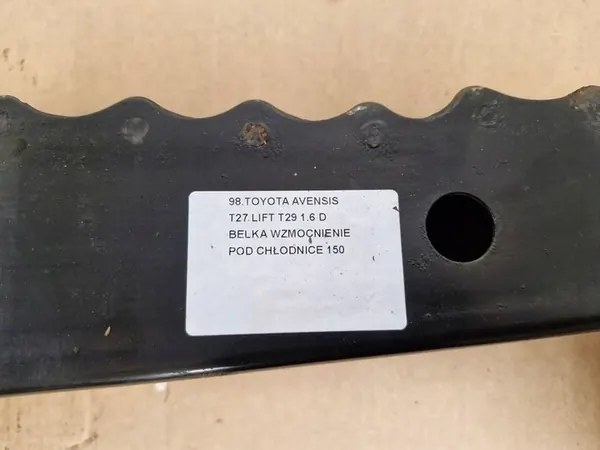 98.TOYOTA AVENSIS
T27 LIFT T29 1.6 D
BELKA WZMOCNIENIE
POD CHŁODNICE 150